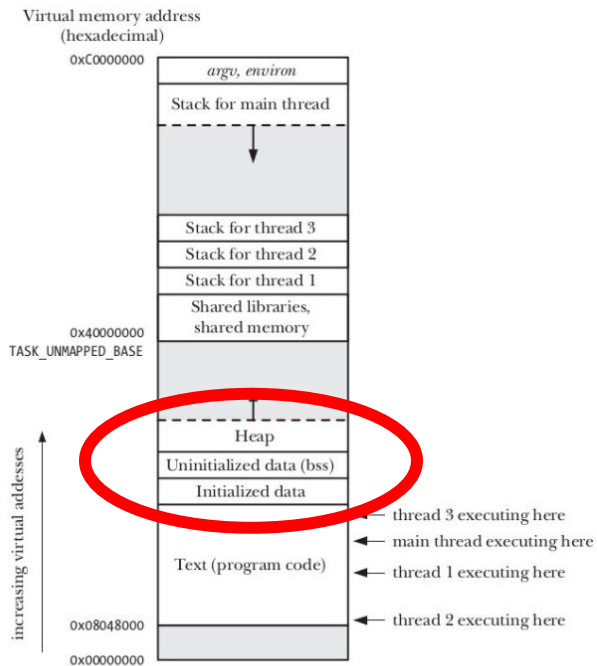 Virtual memory address
(hexadecimal)
0xC0000000
argv, environ
Stack for main thread
Stack for thread 3
Stack for thread 2
Stack for thread 1
Shared libraries,
shared memory
0x40000000
TASK_UNMAPPED_BASE
Heap
Uninitialized data (bss)
Initialized data
thread 3 executing here
main thread executing here
Text (program code)
thread 1 executing here
thread 2 executing here
0x08048000
0x00000000
increasing virtual addesses